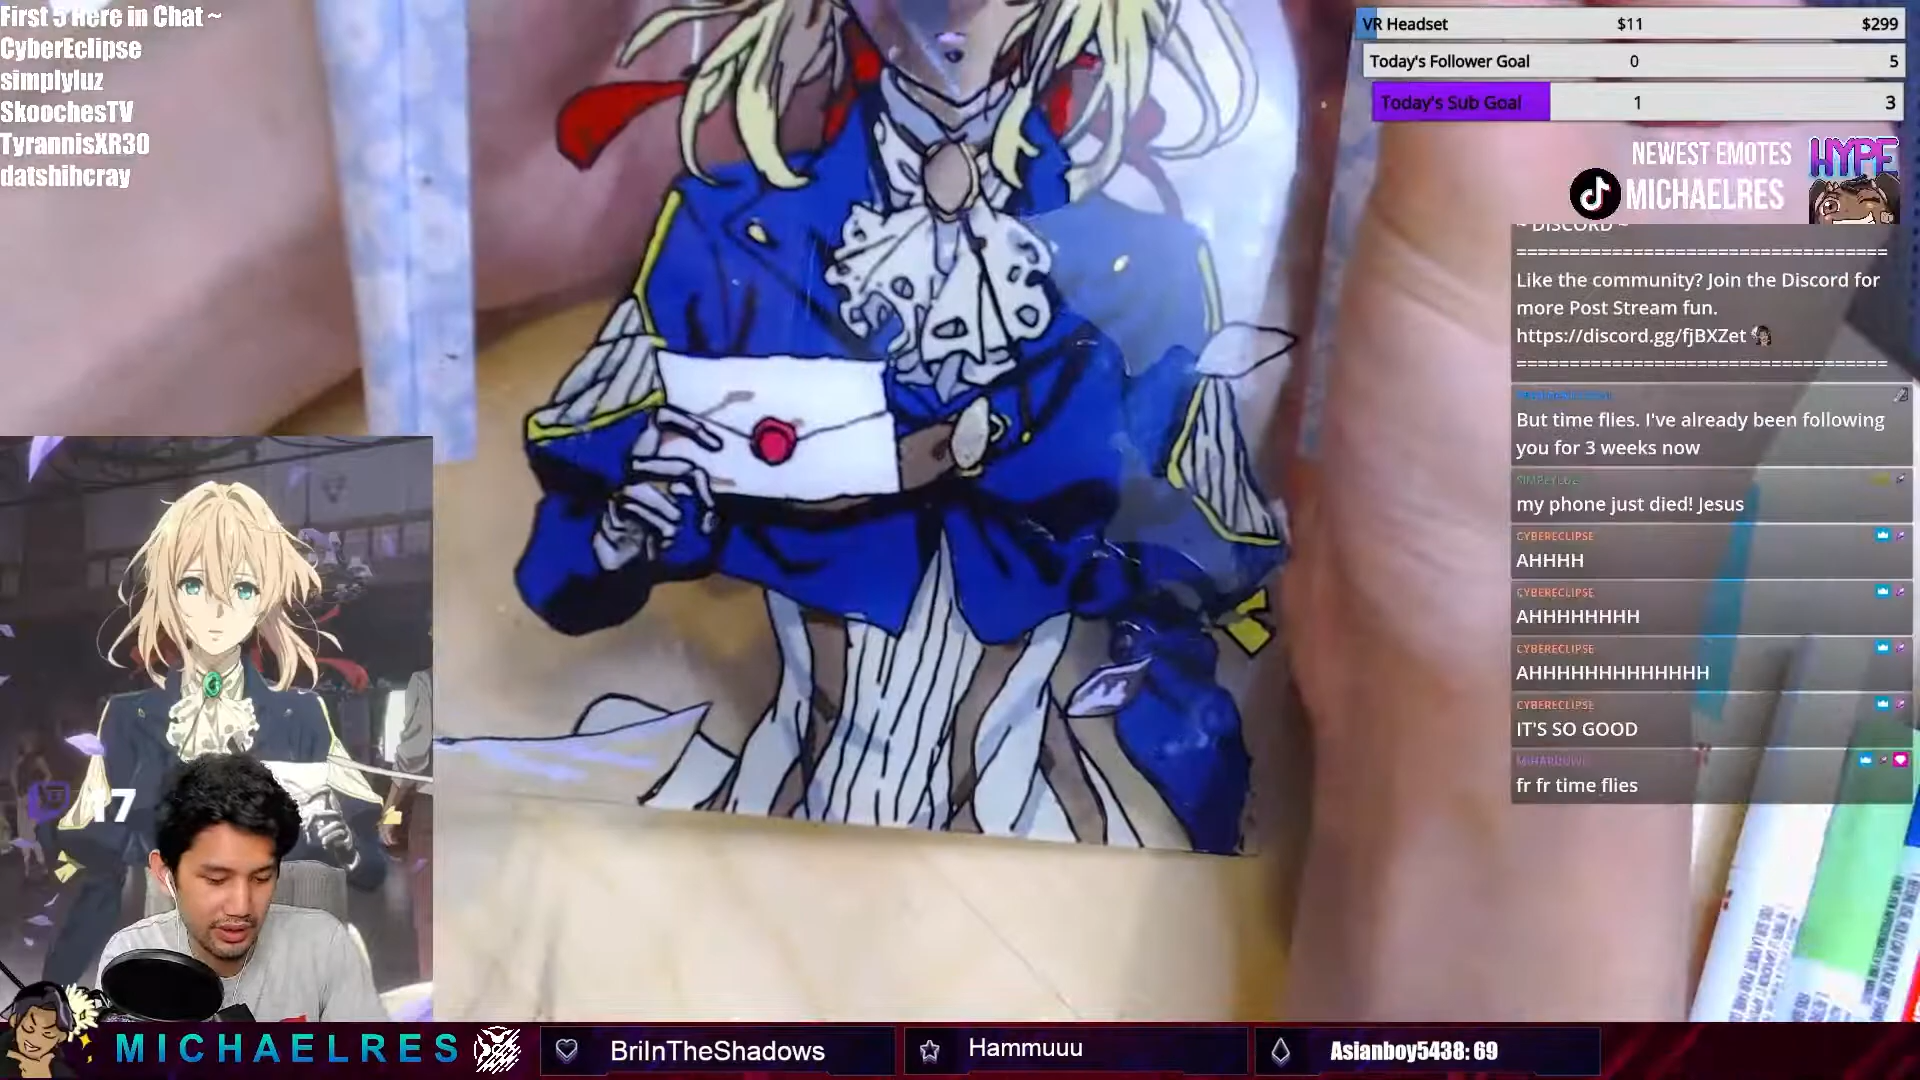 First 5 Here in Chat ~
CyberEclipse
simplyluz
SkoochesTV
TyrannisXR30
datshihcray
VR Headset $11 $299
Today's Follower Goal 0 5
Today's Sub Goal 1 3
NEWEST EMOTES
MICHAELRES
HYPE
~ DISCORD ~
===================================
Like the community? Join the Discord for
more Post Stream fun.
https://discord.gg/fjBXZet
===================================
But time flies. I've already been following
you for 3 weeks now
SIMPLYLUZ
my phone just died! Jesus
CYBERECLIPSE
AHHHH
CYBERECLIPSE
AHHHHHHHHH
CYBERECLIPSE
AHHHHHHHHHHHHHH
CYBERECLIPSE
IT'S SO GOOD
fr fr time flies
17
MICHAELRES
BriInTheShadows
Hammuuu
Asianboy5438: 69